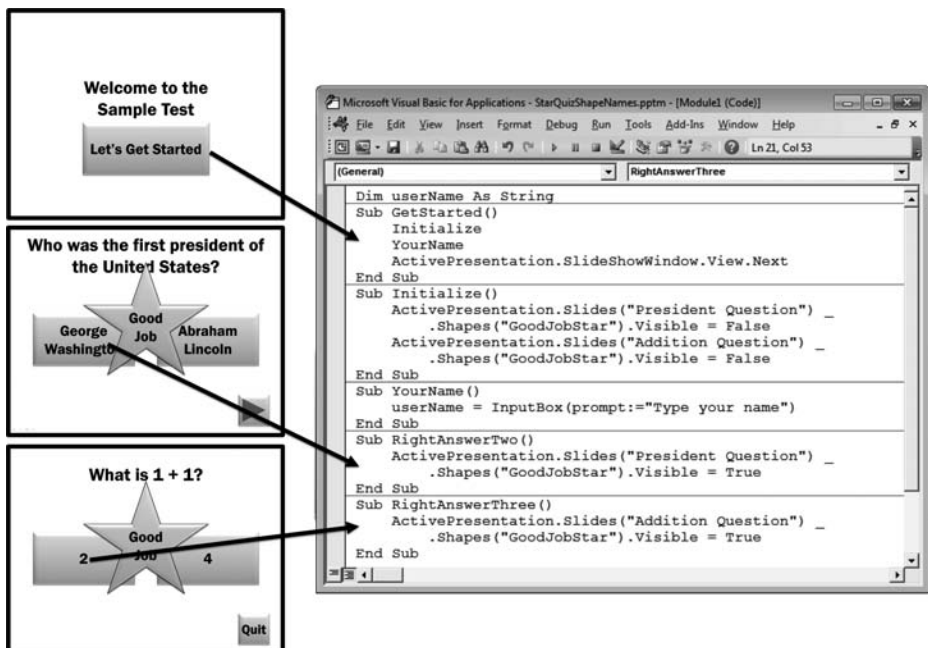 Welcome to the
Sample Test
Let's Get Started
Who was the first president of
the United States?
Good
Job
George
Washingto
Abraham
Lincoln
What is 1 + 1?
Good
Job
2
4
Quit
Microsoft Visual Basic for Applications - StarQuizShapeNames.pptm - [Module1 (Code)]
File Edit View Insert Format Debug Run Tools Add-Ins Window Help
Ln 21, Col 53
(General)
RightAnswerThree
Dim userName As String
Sub GetStarted()
Initialize
YourName
ActivePresentation.SlideShowWindow.View.Next
End Sub
Sub Initialize()
ActivePresentation.Slides("President Question") _
.Shapes("GoodJobStar").Visible = False
ActivePresentation.Slides("Addition Question") _
.Shapes("GoodJobStar").Visible = False
End Sub
Sub YourName()
userName = InputBox(prompt:="Type your name")
End Sub
Sub RightAnswerTwo()
ActivePresentation.Slides("President Question") _
.Shapes("GoodJobStar").Visible = True
End Sub
Sub RightAnswerThree()
ActivePresentation.Slides("Addition Question") _
.Shapes("GoodJobStar").Visible = True
End Sub